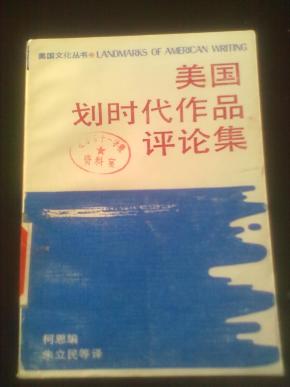 美国文化丛书●LANDMARKS OF AMERICAN WRITING
美国
划时代作品
评论集
资料室
柯恩编
朱立民等译